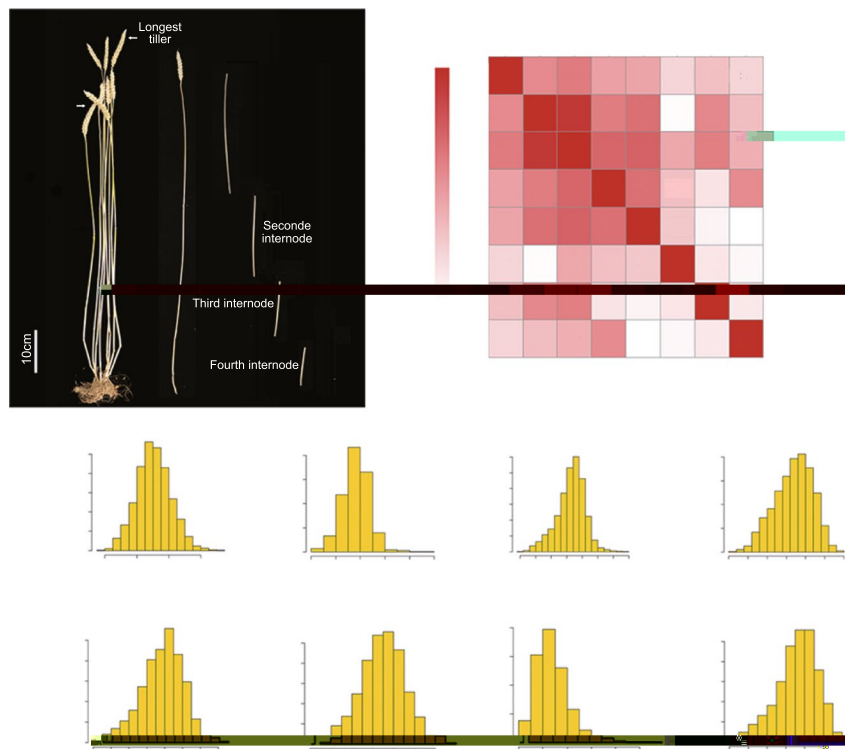 Longest
tiller
Seconde
internode
Third internode
Fourth internode
10cm